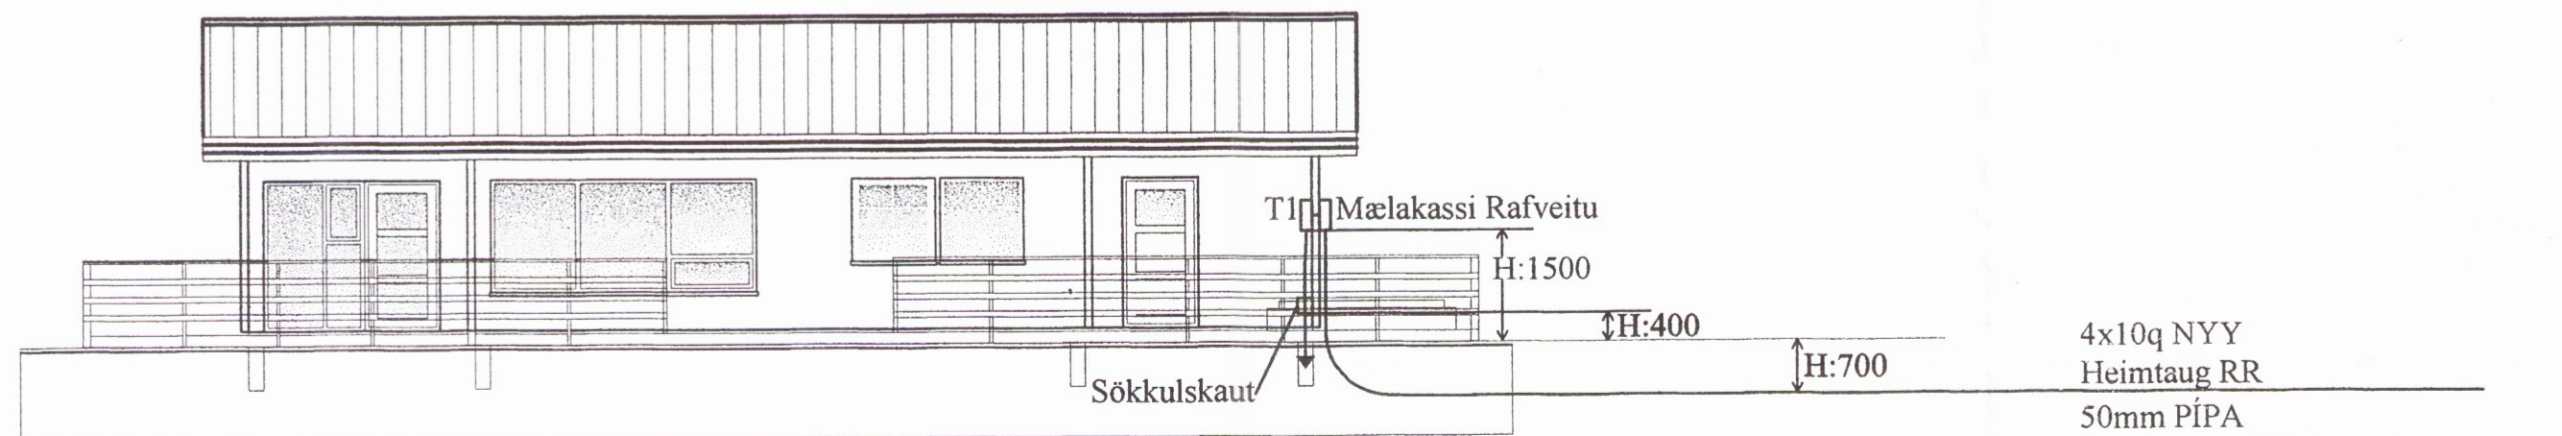 T1 Mælakassi Rafveitu
H:1500
H:400
H:700
Sökkulskaut
4x10q NYY
Heimtaug RR
50mm PÍPA